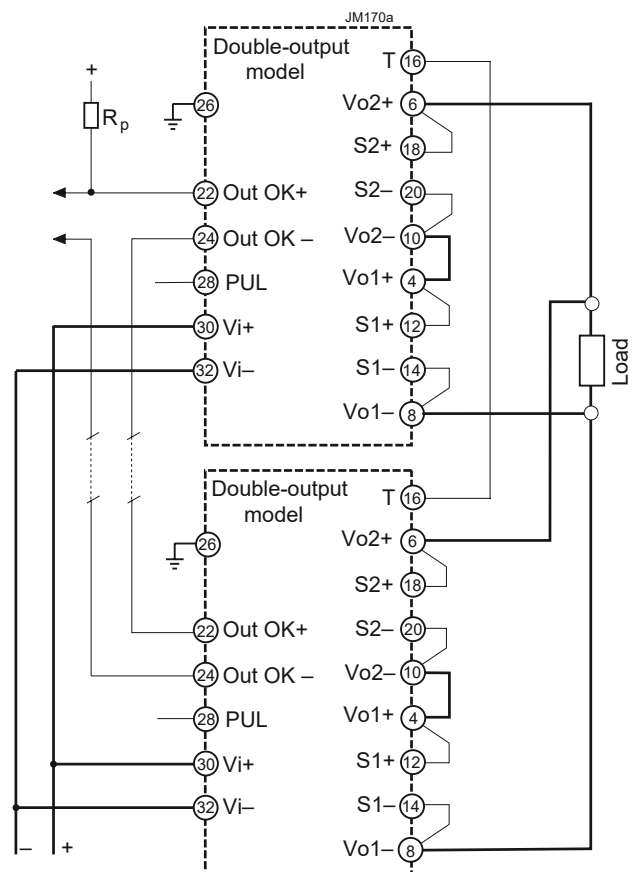 JM170a
Double-output
model
T 16
+
26
Vo2+ 6
Rp
18
S2+
22 Out OK+
S2– 20
24 Out OK –
Vo2– 10
28 PUL
Vo1+ 4
30 Vi+
S1+ 12
32 Vi–
S1– 14
Load
Vo1– 8
Double-output
model
T 16
26
Vo2+ 6
S2+ 18
22 Out OK+
S2– 20
24 Out OK –
Vo2– 10
28 PUL
Vo1+ 4
30 Vi+
S1+ 12
32 Vi–
S1– 14
– +
Vo1– 8